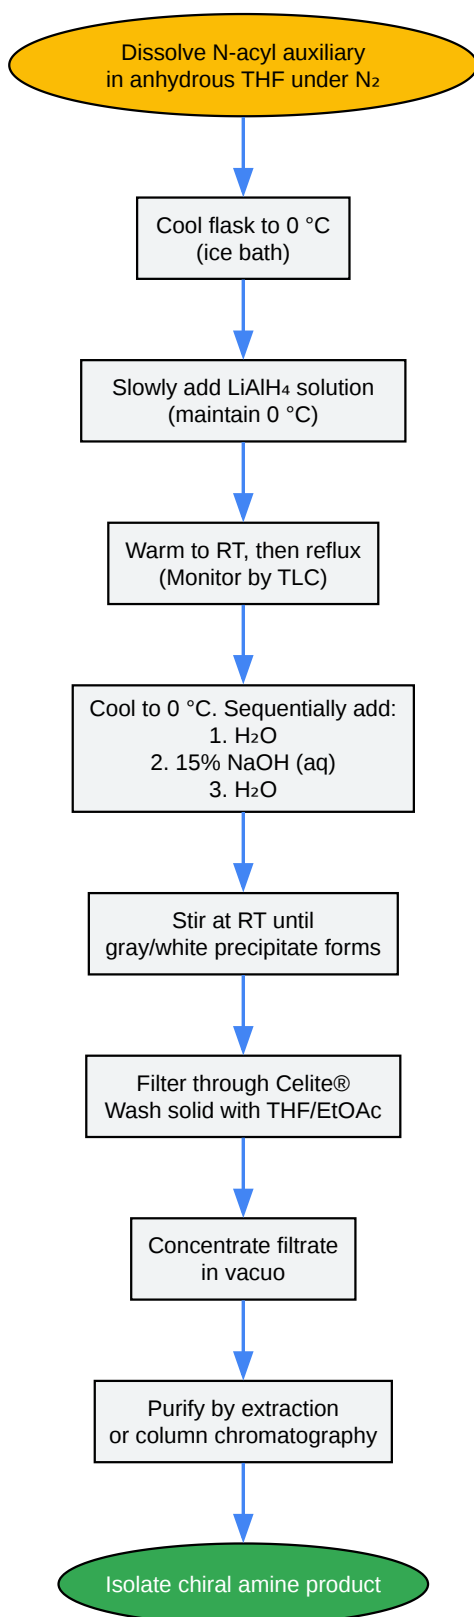 Dissolve N-acyl auxiliary
in anhydrous THF under N₂
Cool flask to 0 °C
(ice bath)
Slowly add LiAlH₄ solution
(maintain 0 °C)
Warm to RT, then reflux
(Monitor by TLC)
Cool to 0 °C. Sequentially add:
1. H₂O
2. 15% NaOH (aq)
3. H₂O
Stir at RT until
gray/white precipitate forms
Filter through Celite®
Wash solid with THF/EtOAc
Concentrate filtrate
in vacuo
Purify by extraction
or column chromatography
Isolate chiral amine product